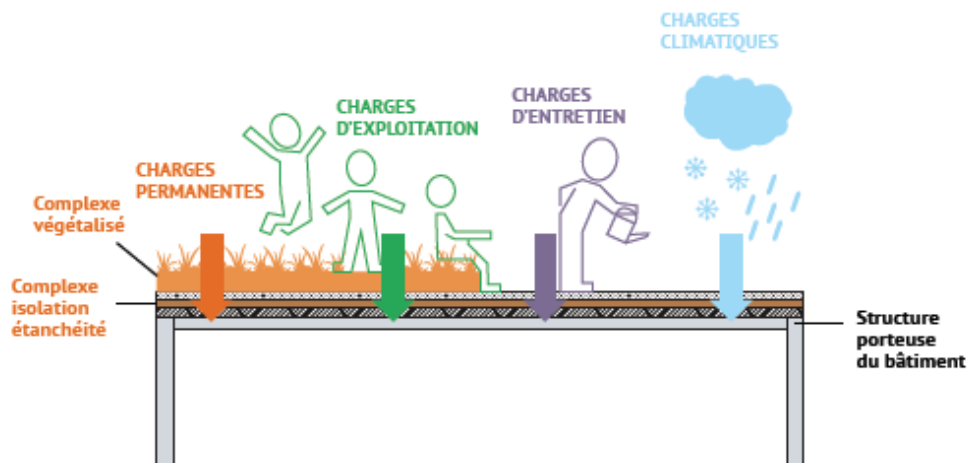 CHARGES
CLIMATIQUES
CHARGES
D'EXPLOITATION
CHARGES
D'ENTRETIEN
CHARGES
PERMANENTES
Complexe
végétalisé
Complexe
isolation
étanchéité
Structure
porteuse
du bâtiment